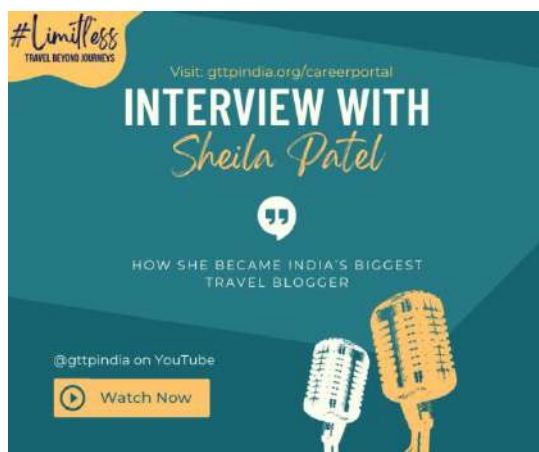 #Limitless
TRAVEL BEYOND JOURNEYS
Visit: gttpindia.org/careerportal
INTERVIEW WITH
Sheila Patel
HOW SHE BECAME INDIA'S BIGGEST
TRAVEL BLOGGER
@gttpindia on YouTube
Watch Now